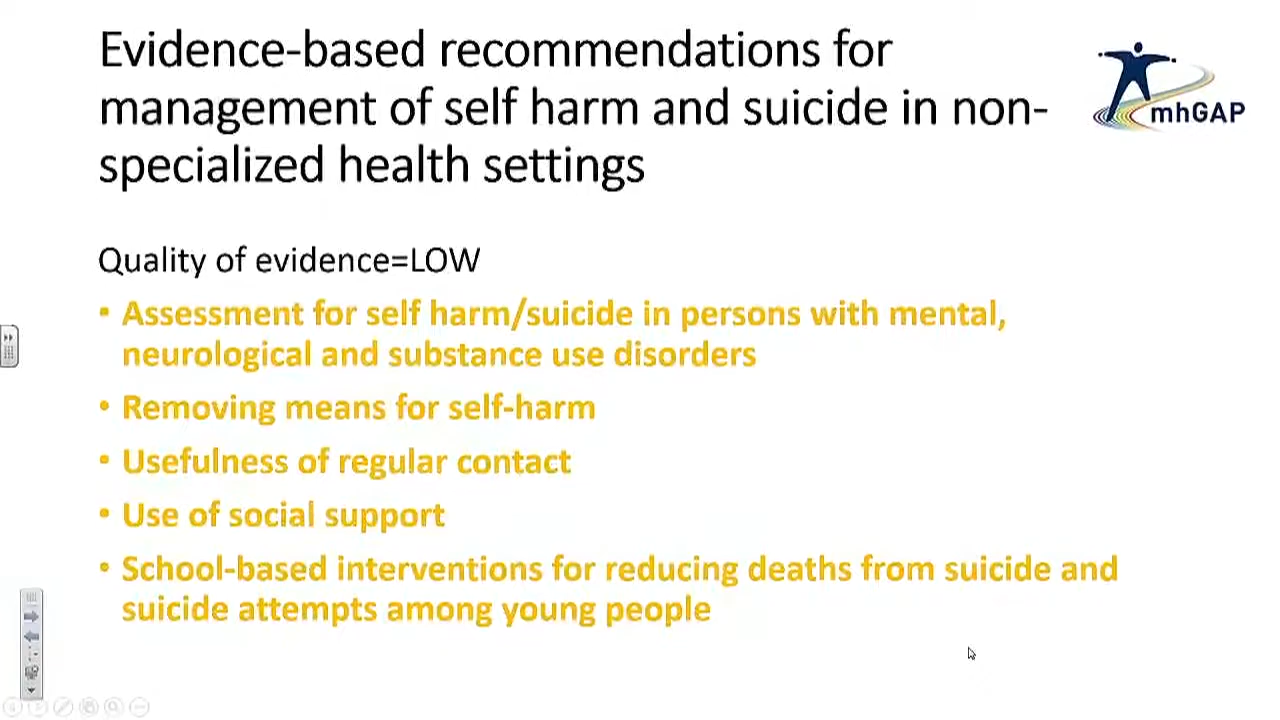 Evidence-based recommendations for
management of self harm and suicide in non-
specialized health settings
mhGAP
Quality of evidence=LOW
• Assessment for self harm/suicide in persons with mental,
neurological and substance use disorders
• Removing means for self-harm
• Usefulness of regular contact
• Use of social support
• School-based interventions for reducing deaths from suicide and
suicide attempts among young people